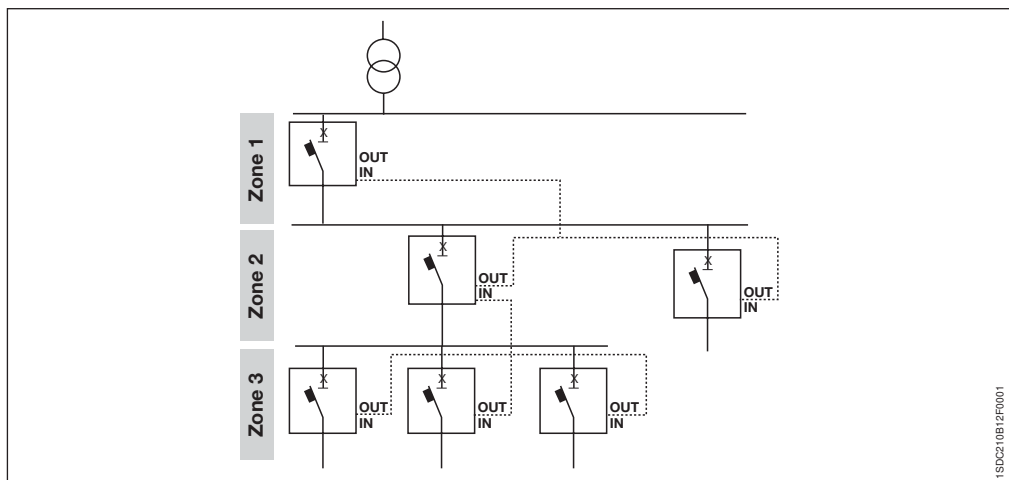 Zone 1
OUT
IN
Zone 2
OUT
IN
OUT
IN
Zone 3
OUT
IN
OUT
IN
OUT
IN
1SDC210B12F0001